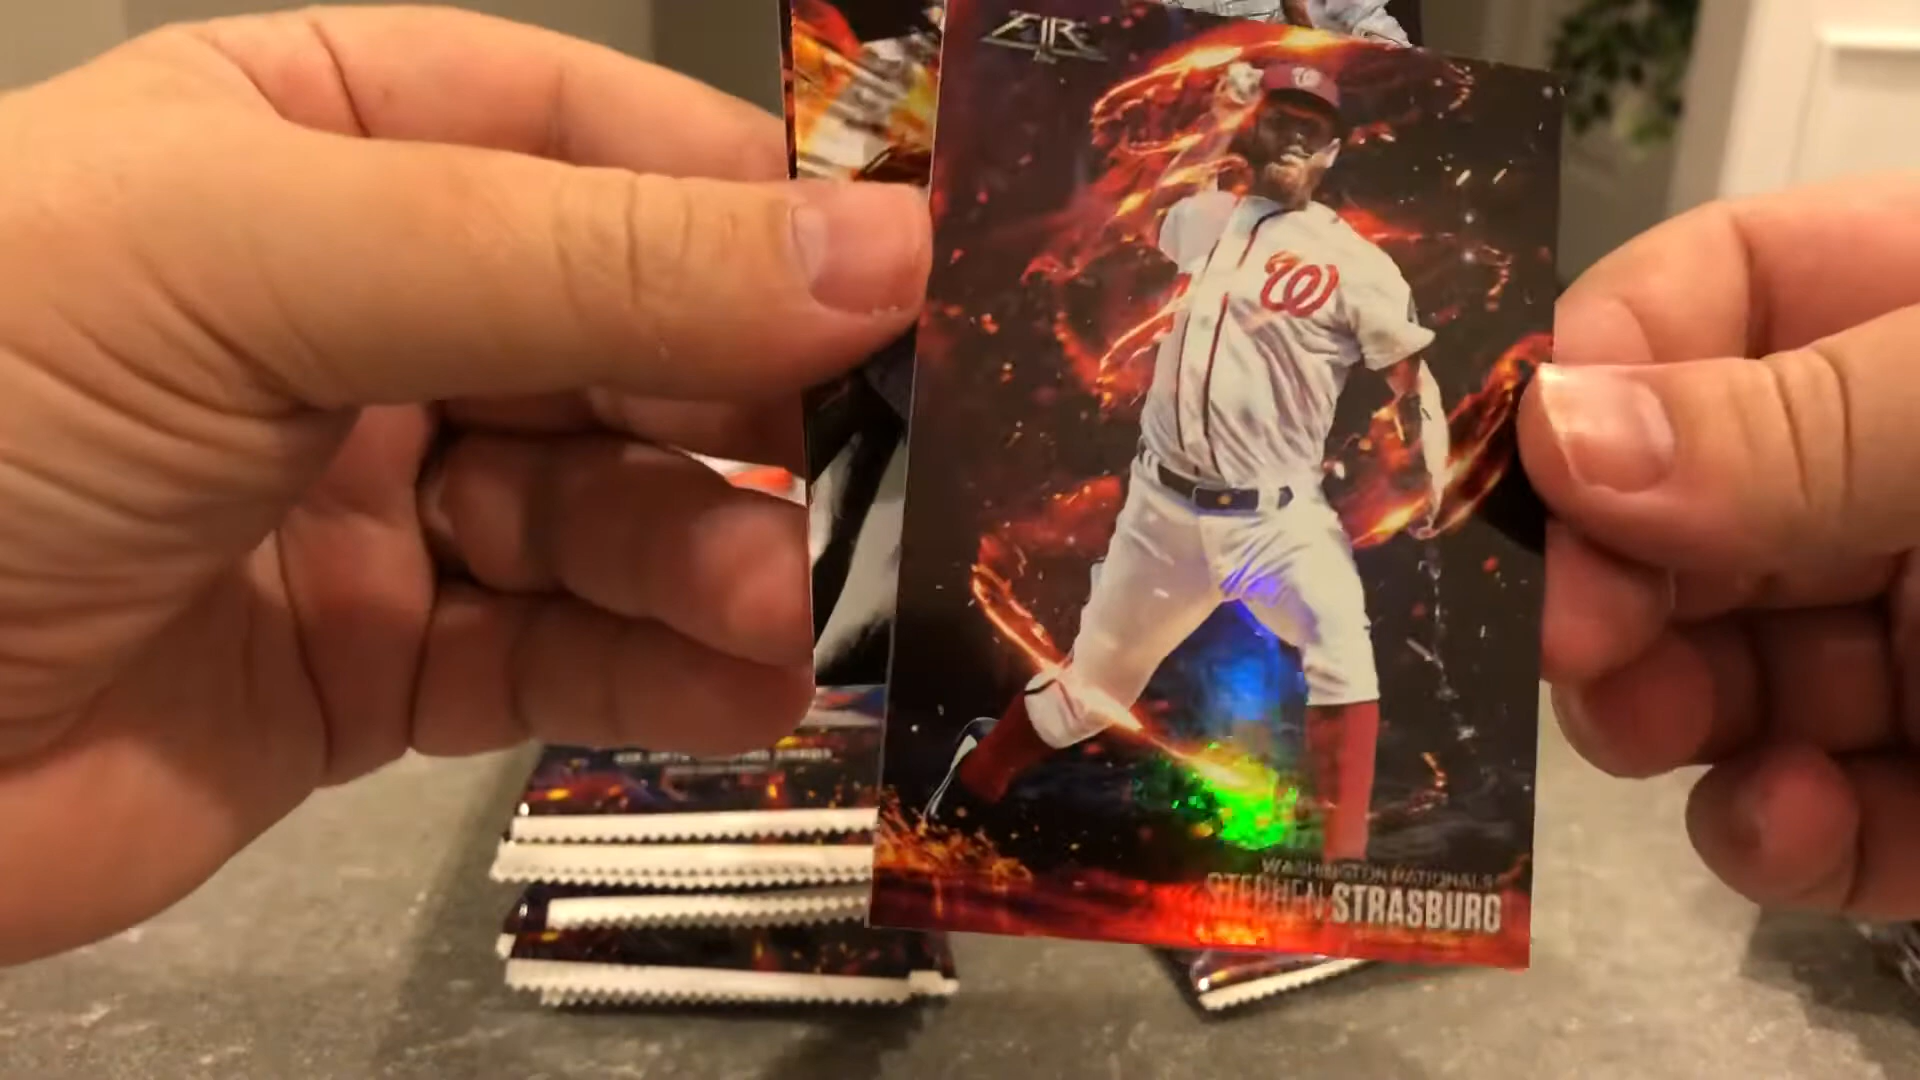 FIRE
W
W
WASHINGTON NATIONALS
STEPHEN STRASBURG